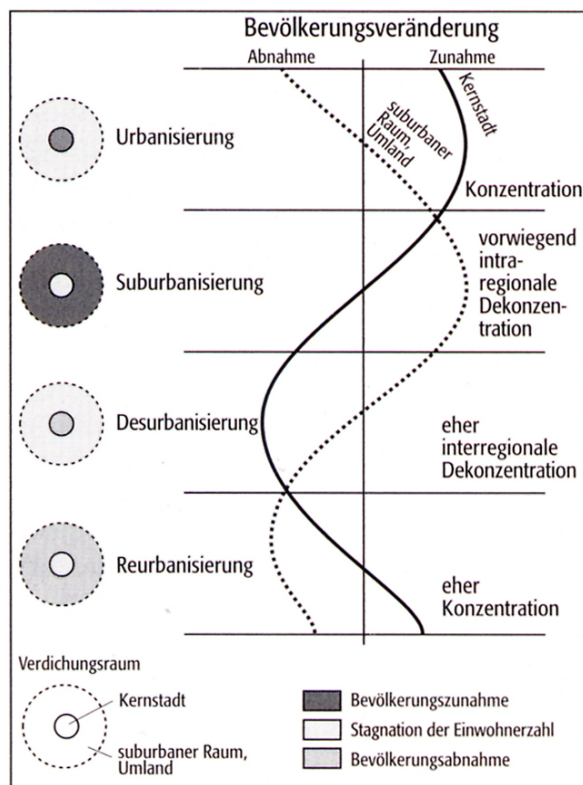 Bevölkerungsveränderung
Abnahme
Zunahme
Kernstadt
suburbaner
Raum,
Umland
Urbanisierung
Konzentration
Suburbanisierung
vorwiegend
intra-
regionale
Dekonzen-
tration
Desurbanisierung
eher
interregionale
Dekonzentration
Reurbanisierung
eher
Konzentration
Verdichungsraum
Kernstadt
suburbaner Raum,
Umland
Bevölkerungszunahme
Stagnation der Einwohnerzahl
Bevölkerungsabnahme